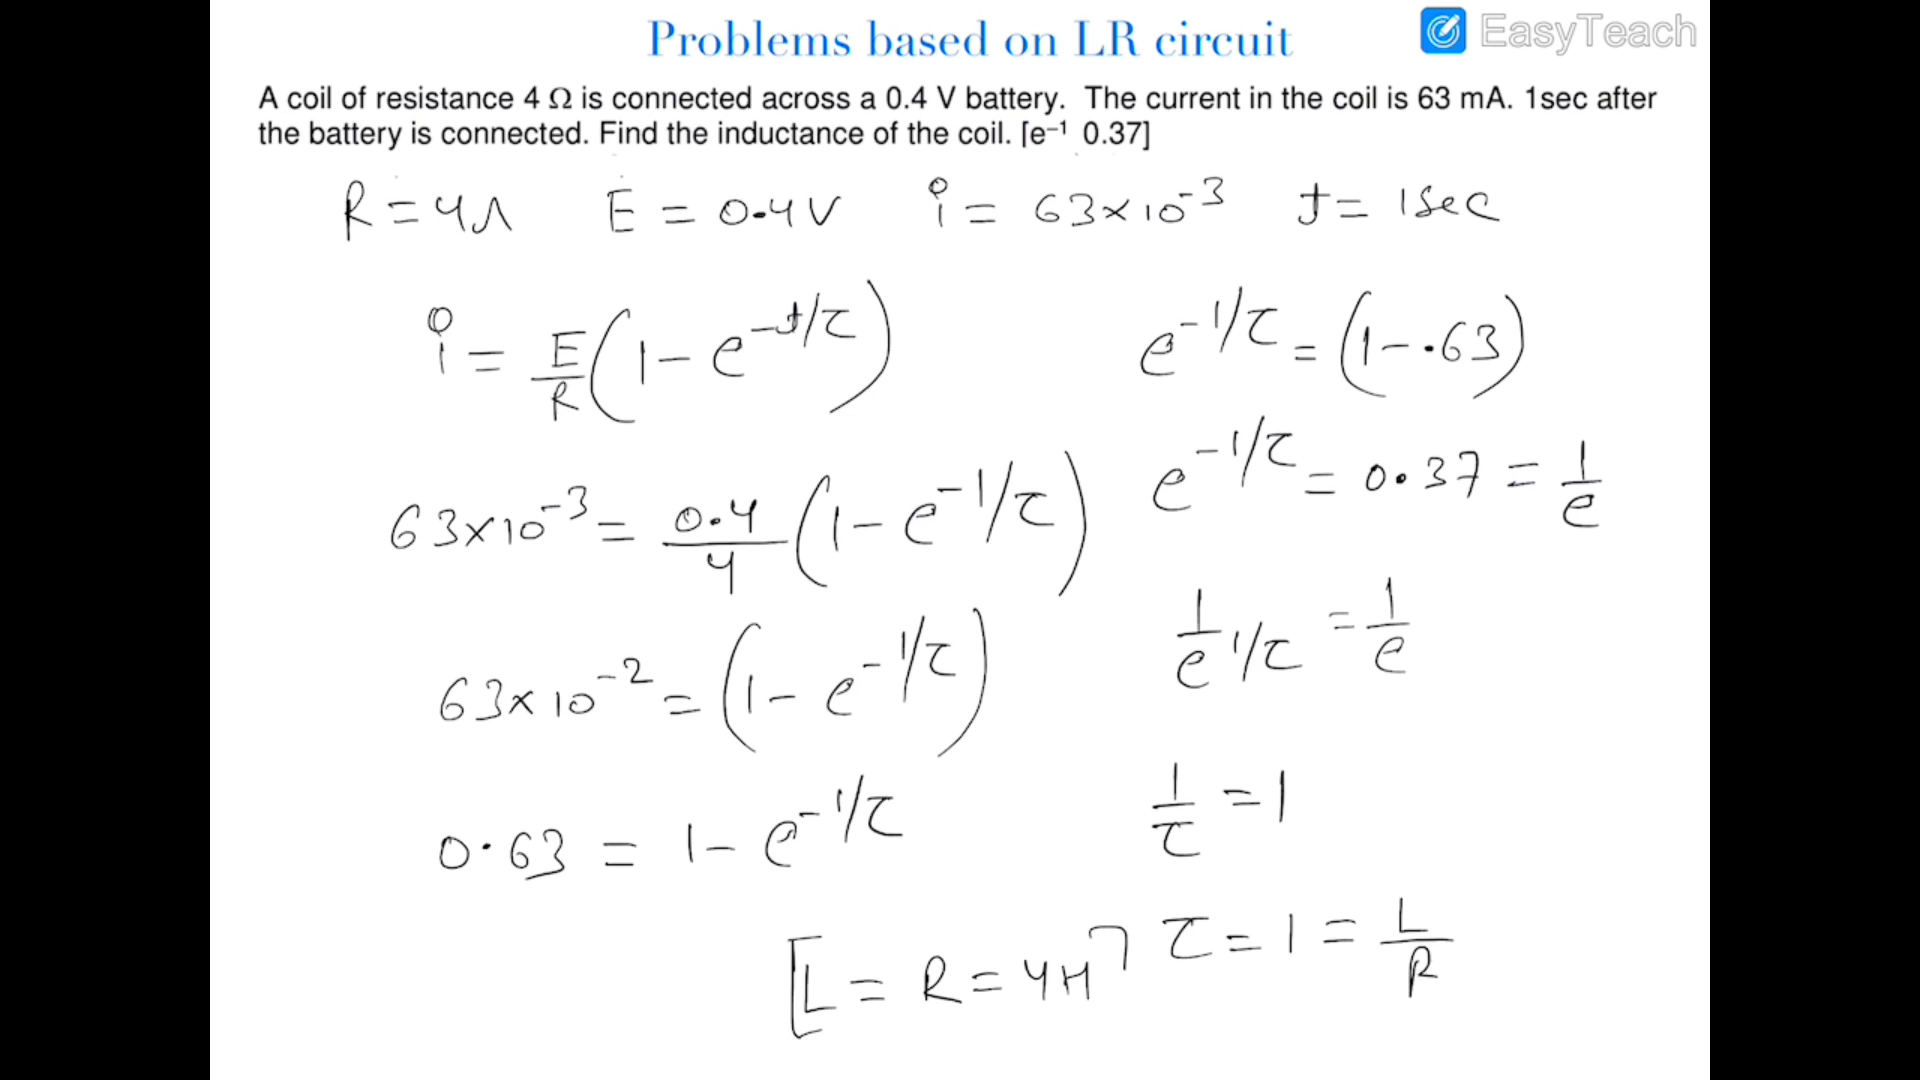 Problems based on LR circuit
EasyTeach
A coil of resistance 4 Ω is connected across a 0.4 V battery. The current in the coil is 63 mA. 1sec after
the battery is connected. Find the inductance of the coil. [e⁻¹ 0.37]
R = 4Ω E = 0.4V i = 63×10⁻³ t = 1sec
i = E/R (1 - e^-t/τ)
63×10⁻³ = 0.4/4 (1 - e^-1/τ)
63×10⁻² = (1 - e^-1/τ)
0.63 = 1 - e^-1/τ
e^-1/τ = (1 - .63)
e^-1/τ = 0.37 = 1/e
1/e^1/τ = 1/e
1/τ = 1
τ = 1 = L/R
[L = R = 4H]